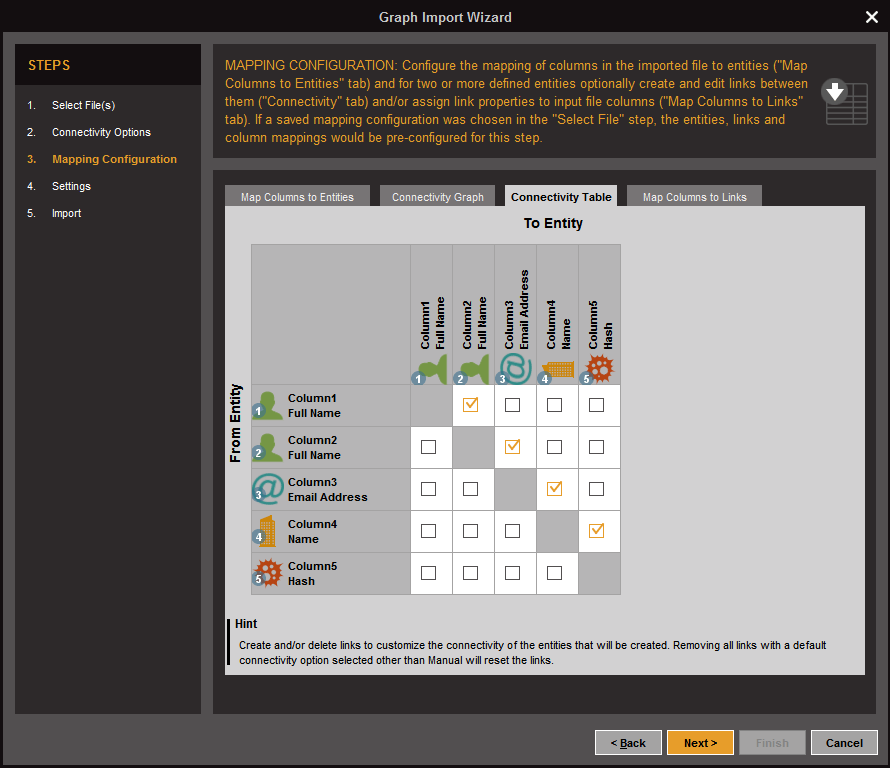 Graph Import Wizard
STEPS
1. Select File(s)
2. Connectivity Options
3. Mapping Configuration
4. Settings
5. Import
MAPPING CONFIGURATION: Configure the mapping of columns in the imported file to entities ("Map
Columns to Entities" tab) and for two or more defined entities optionally create and edit links between
them ("Connectivity" tab) and/or assign link properties to input file columns ("Map Columns to Links"
tab). If a saved mapping configuration was chosen in the "Select File" step, the entities, links and
column mappings would be pre-configured for this step.
Map Columns to Entities
Connectivity Graph
Connectivity Table
Map Columns to Links
To Entity
Column1
Full Name
1
Column2
Full Name
2
Column3
Email Address
3
Column4
Name
4
Column5
Hash
5
From Entity
1
Column1
Full Name
2
Column2
Full Name
3
Column3
Email Address
4
Column4
Name
5
Column5
Hash
Hint
Create and/or delete links to customize the connectivity of the entities that will be created. Removing all links with a default
connectivity option selected other than Manual will reset the links.
< Back
Next >
Finish
Cancel